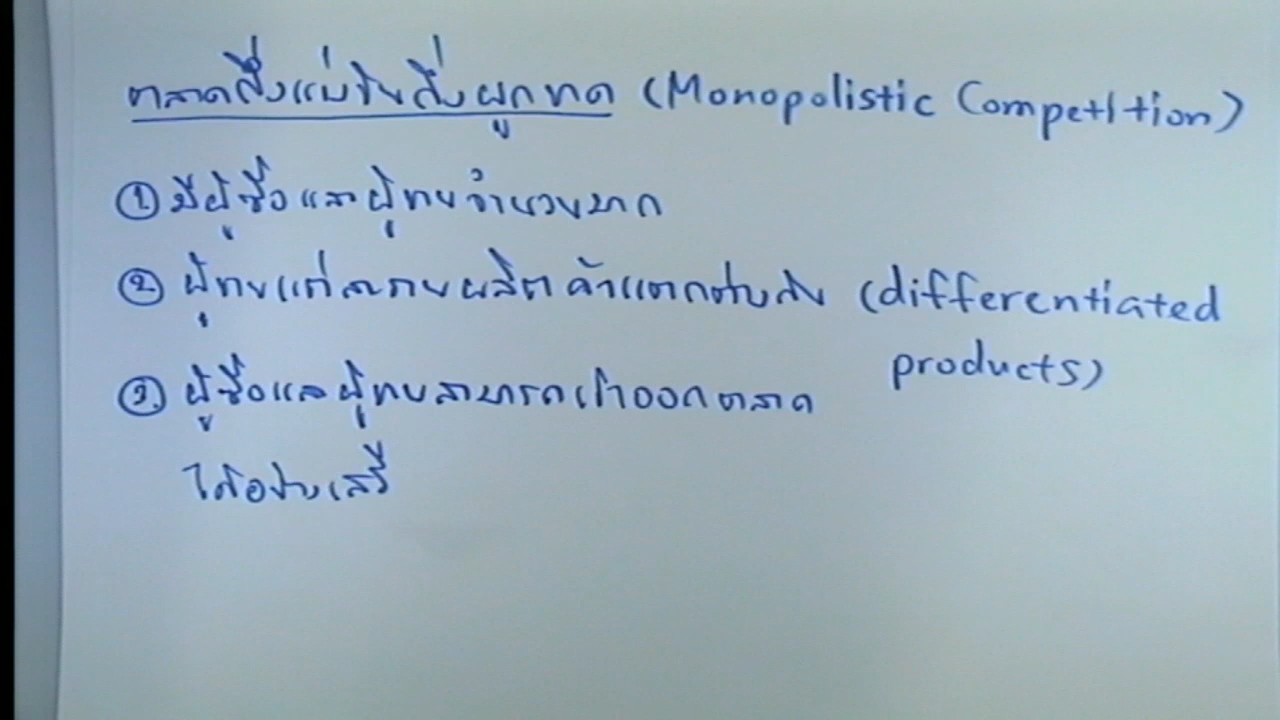 ตลาดกึ่งแข่งขันกึ่งผูกขาด (Monopolistic Competition)
① มีผู้ซื้อและผู้ขายจำนวนมาก
② ผู้ขายแต่ละรายผลิตสินค้าแตกต่างกัน (differentiated
products)
③ ผู้ซื้อและผู้ขายสามารถเข้าออกตลาด
ได้อย่างเสรี